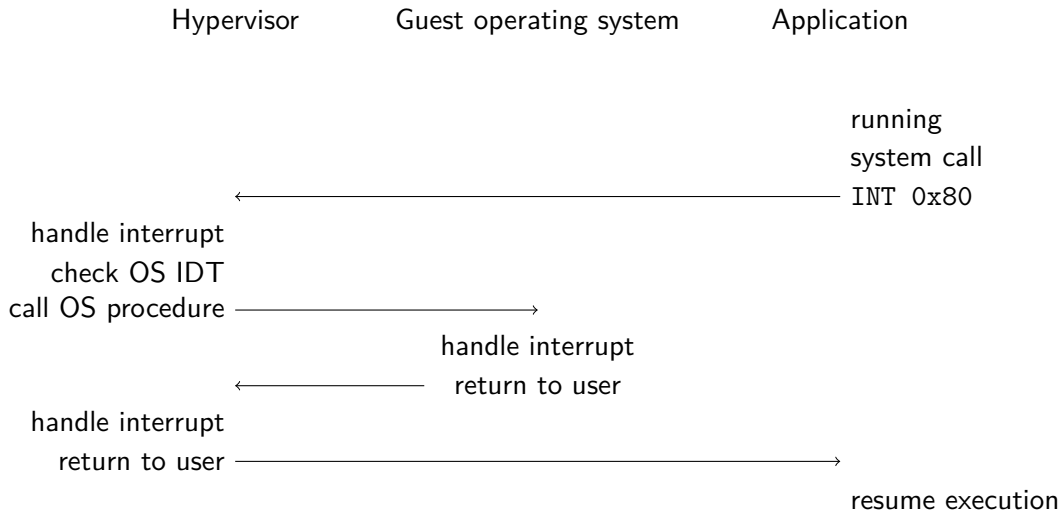 Hypervisor Guest operating system Application
running
system call
INT 0x80
handle interrupt
check OS IDT
call OS procedure
handle interrupt
return to user
handle interrupt
return to user
resume execution